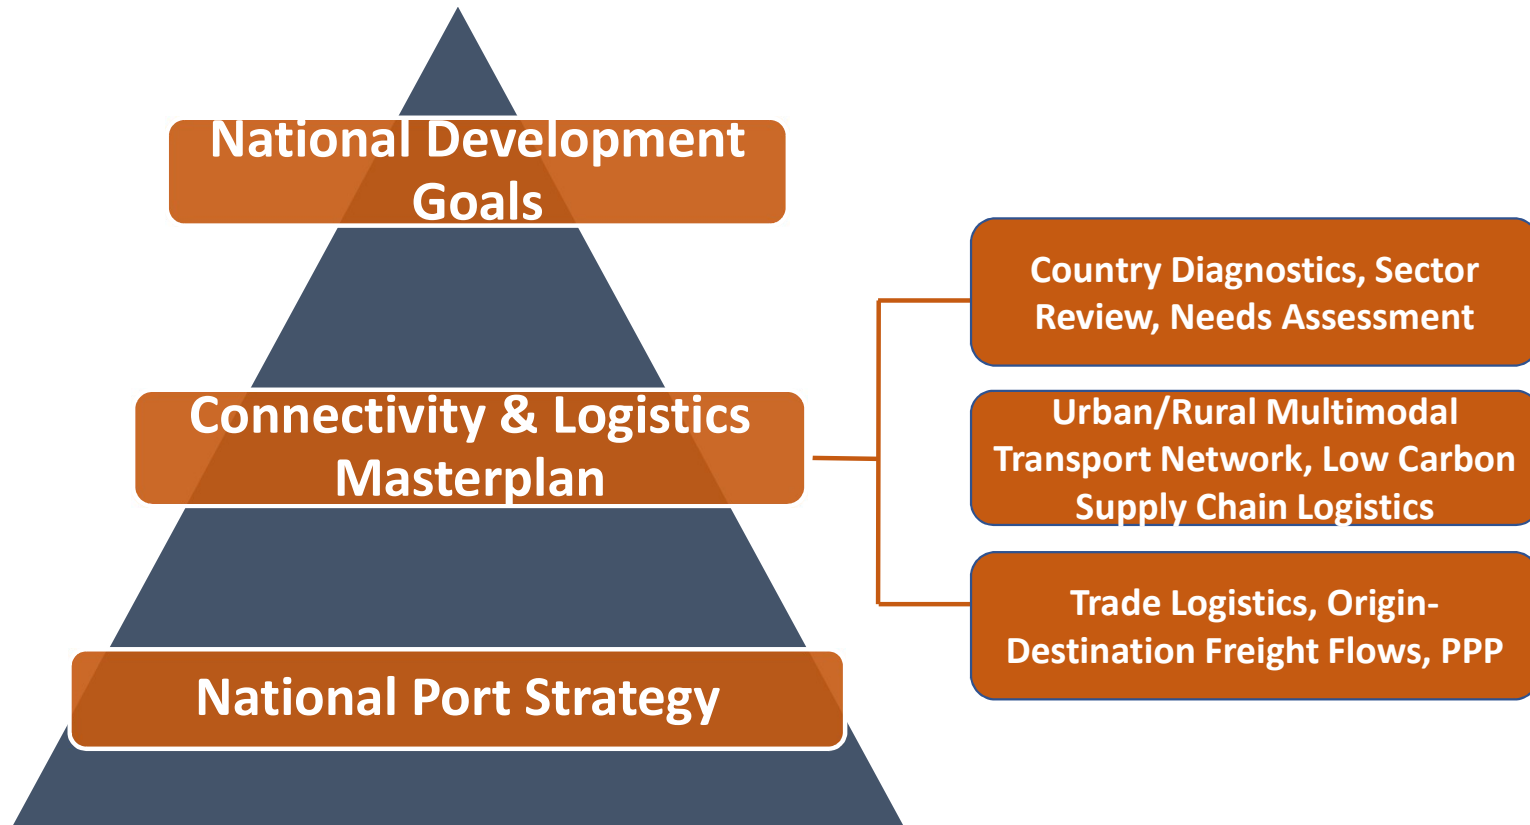 National Development
Goals
Connectivity & Logistics
Masterplan
National Port Strategy
Country Diagnostics, Sector
Review, Needs Assessment
Urban/Rural Multimodal
Transport Network, Low Carbon
Supply Chain Logistics
Trade Logistics, Origin-
Destination Freight Flows, PPP